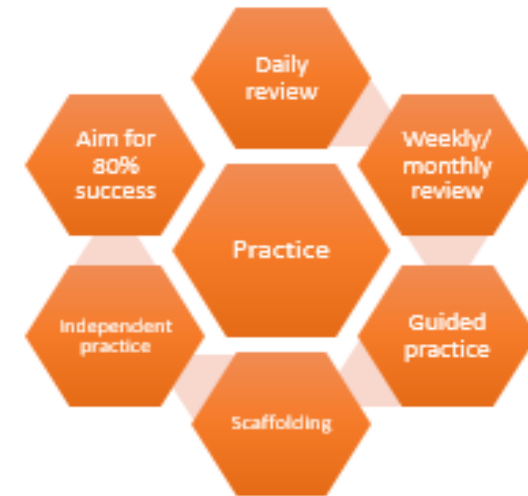 Daily
review
Weekly/
monthly
review
Guided
practice
Scaffolding
Independent
practice
Aim for
80%
success
Practice